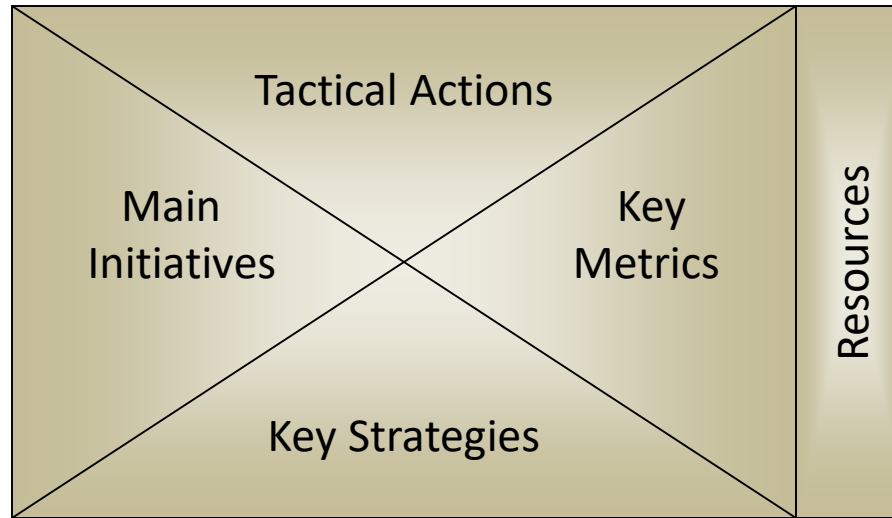 Tactical Actions
Main
Initiatives
Key
Metrics
Resources
Key Strategies